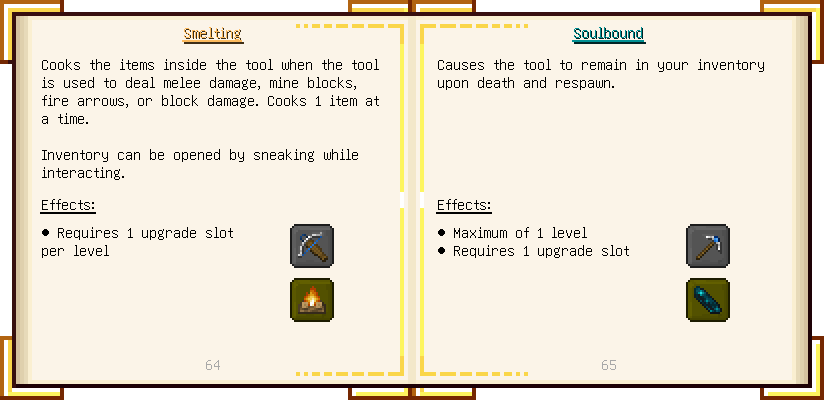 Smelting
Cooks the items inside the tool when the tool
is used to deal melee damage, mine blocks,
fire arrows, or block damage. Cooks 1 item at
a time.
Inventory can be opened by sneaking while
interacting.
Effects:
● Requires 1 upgrade slot
per level
64
Soulbound
Causes the tool to remain in your inventory
upon death and respawn.
Effects:
● Maximum of 1 level
● Requires 1 upgrade slot
65